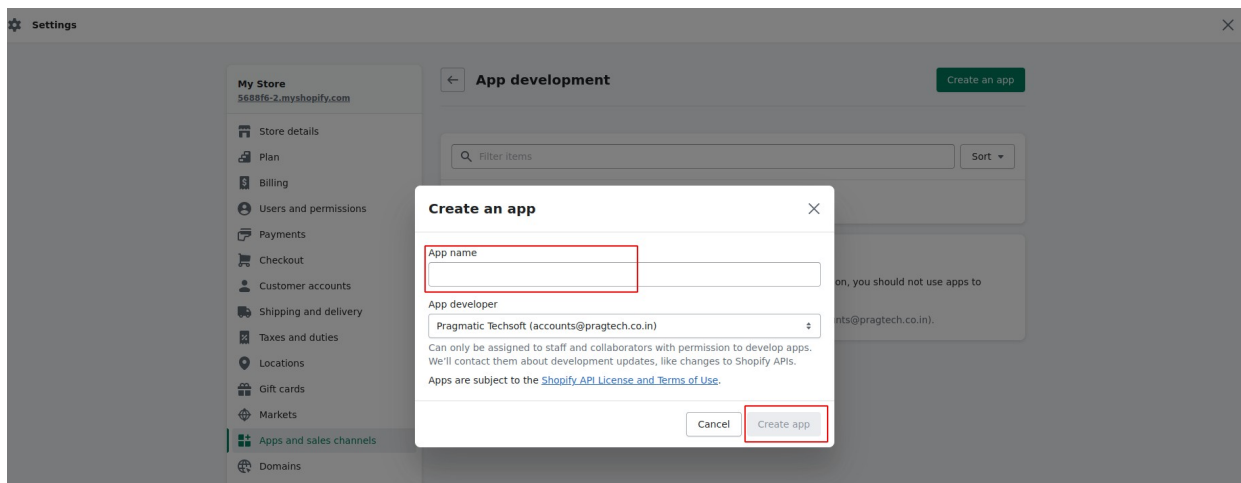 Settings
My Store
5688f6-2.myshopify.com
Store details
Plan
Billing
Users and permissions
Payments
Checkout
Customer accounts
Shipping and delivery
Taxes and duties
Locations
Gift cards
Markets
Apps and sales channels
Domains
App development
Create an app
Filter items
Sort
on, you should not use apps to
nts@pragtech.co.in).
Create an app
App name
App developer
Pragmatic Techsoft (accounts@pragtech.co.in)
Can only be assigned to staff and collaborators with permission to develop apps.
We'll contact them about development updates, like changes to Shopify APIs.
Apps are subject to the Shopify API License and Terms of Use.
Cancel
Create app